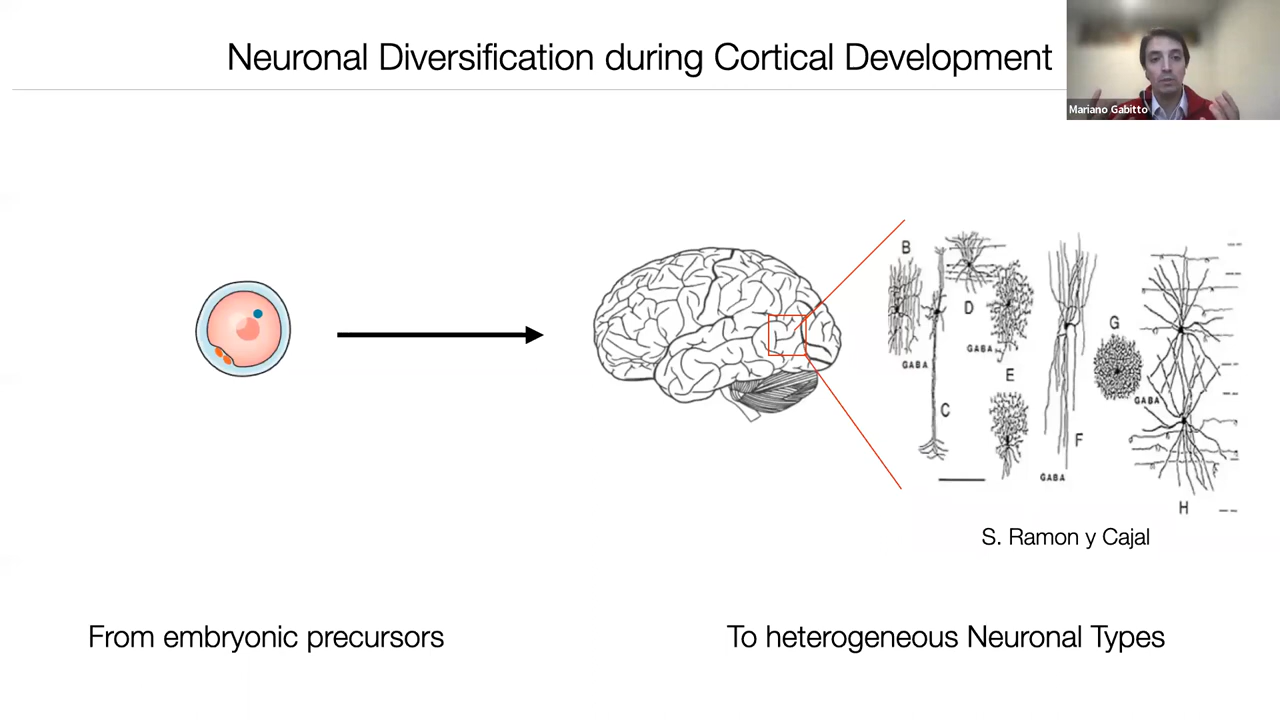 Neuronal Diversification during Cortical Development
Mariano Gabitto
B
D
GABA
GABA
E
C
G
GABA
F
GABA
H
S. Ramon y Cajal
From embryonic precursors
To heterogeneous Neuronal Types